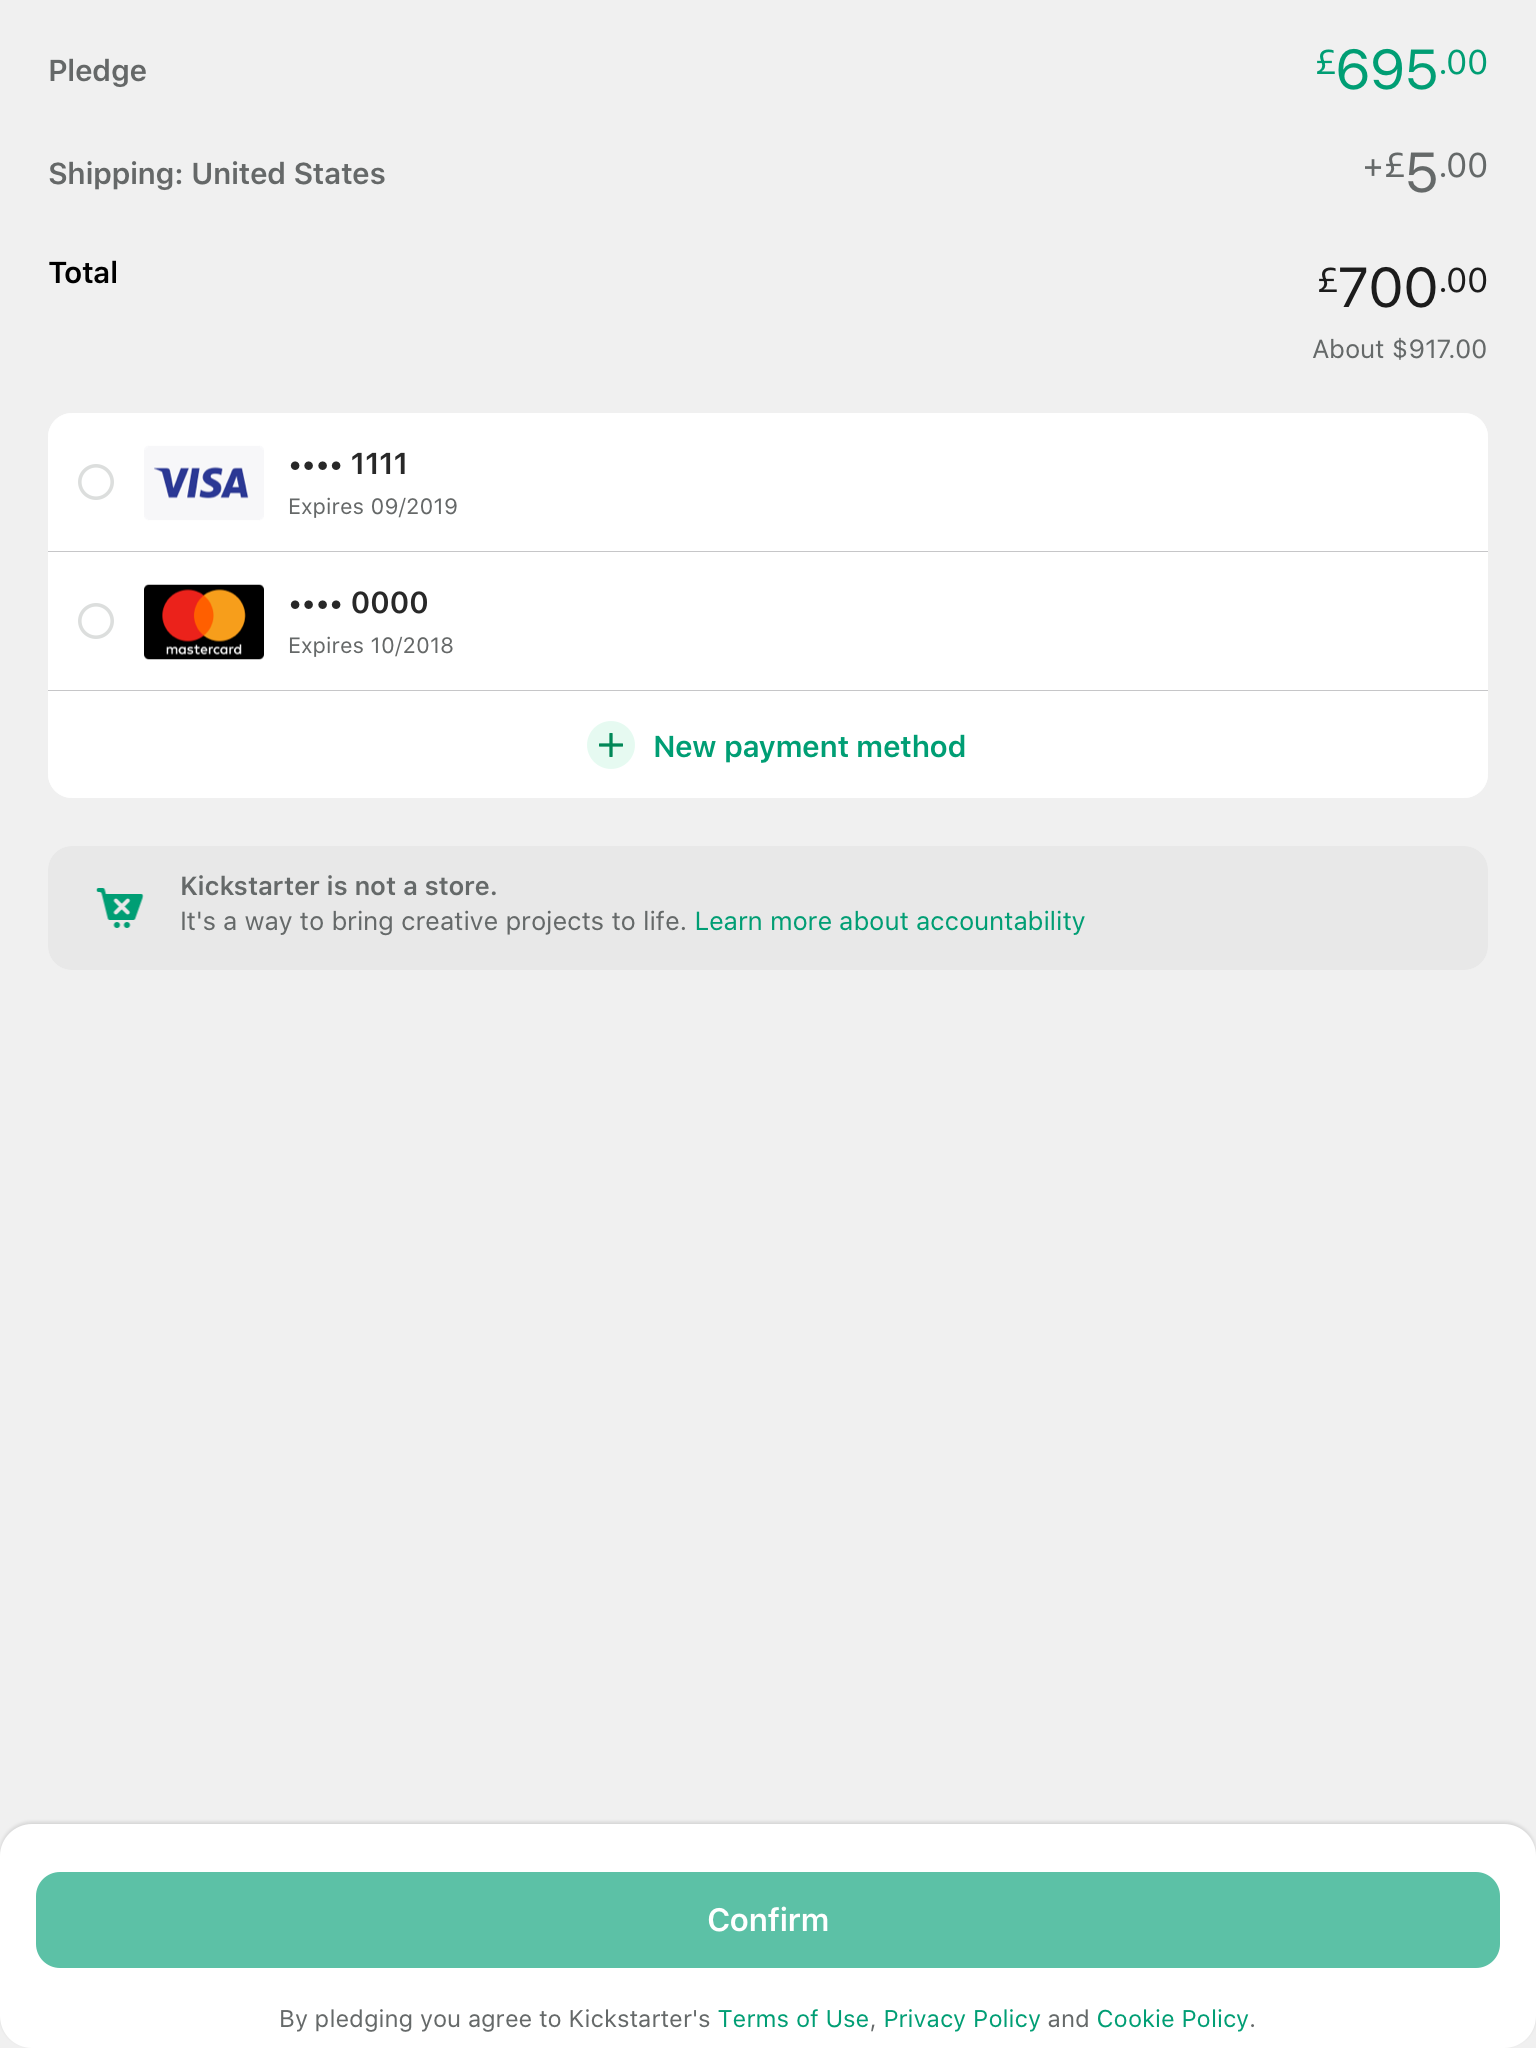 Pledge £695.00
Shipping: United States +£5.00
Total £700.00
About $917.00
VISA •••• 1111
Expires 09/2019
mastercard •••• 0000
Expires 10/2018
New payment method
Kickstarter is not a store.
It's a way to bring creative projects to life. Learn more about accountability
Confirm
By pledging you agree to Kickstarter's Terms of Use, Privacy Policy and Cookie Policy.